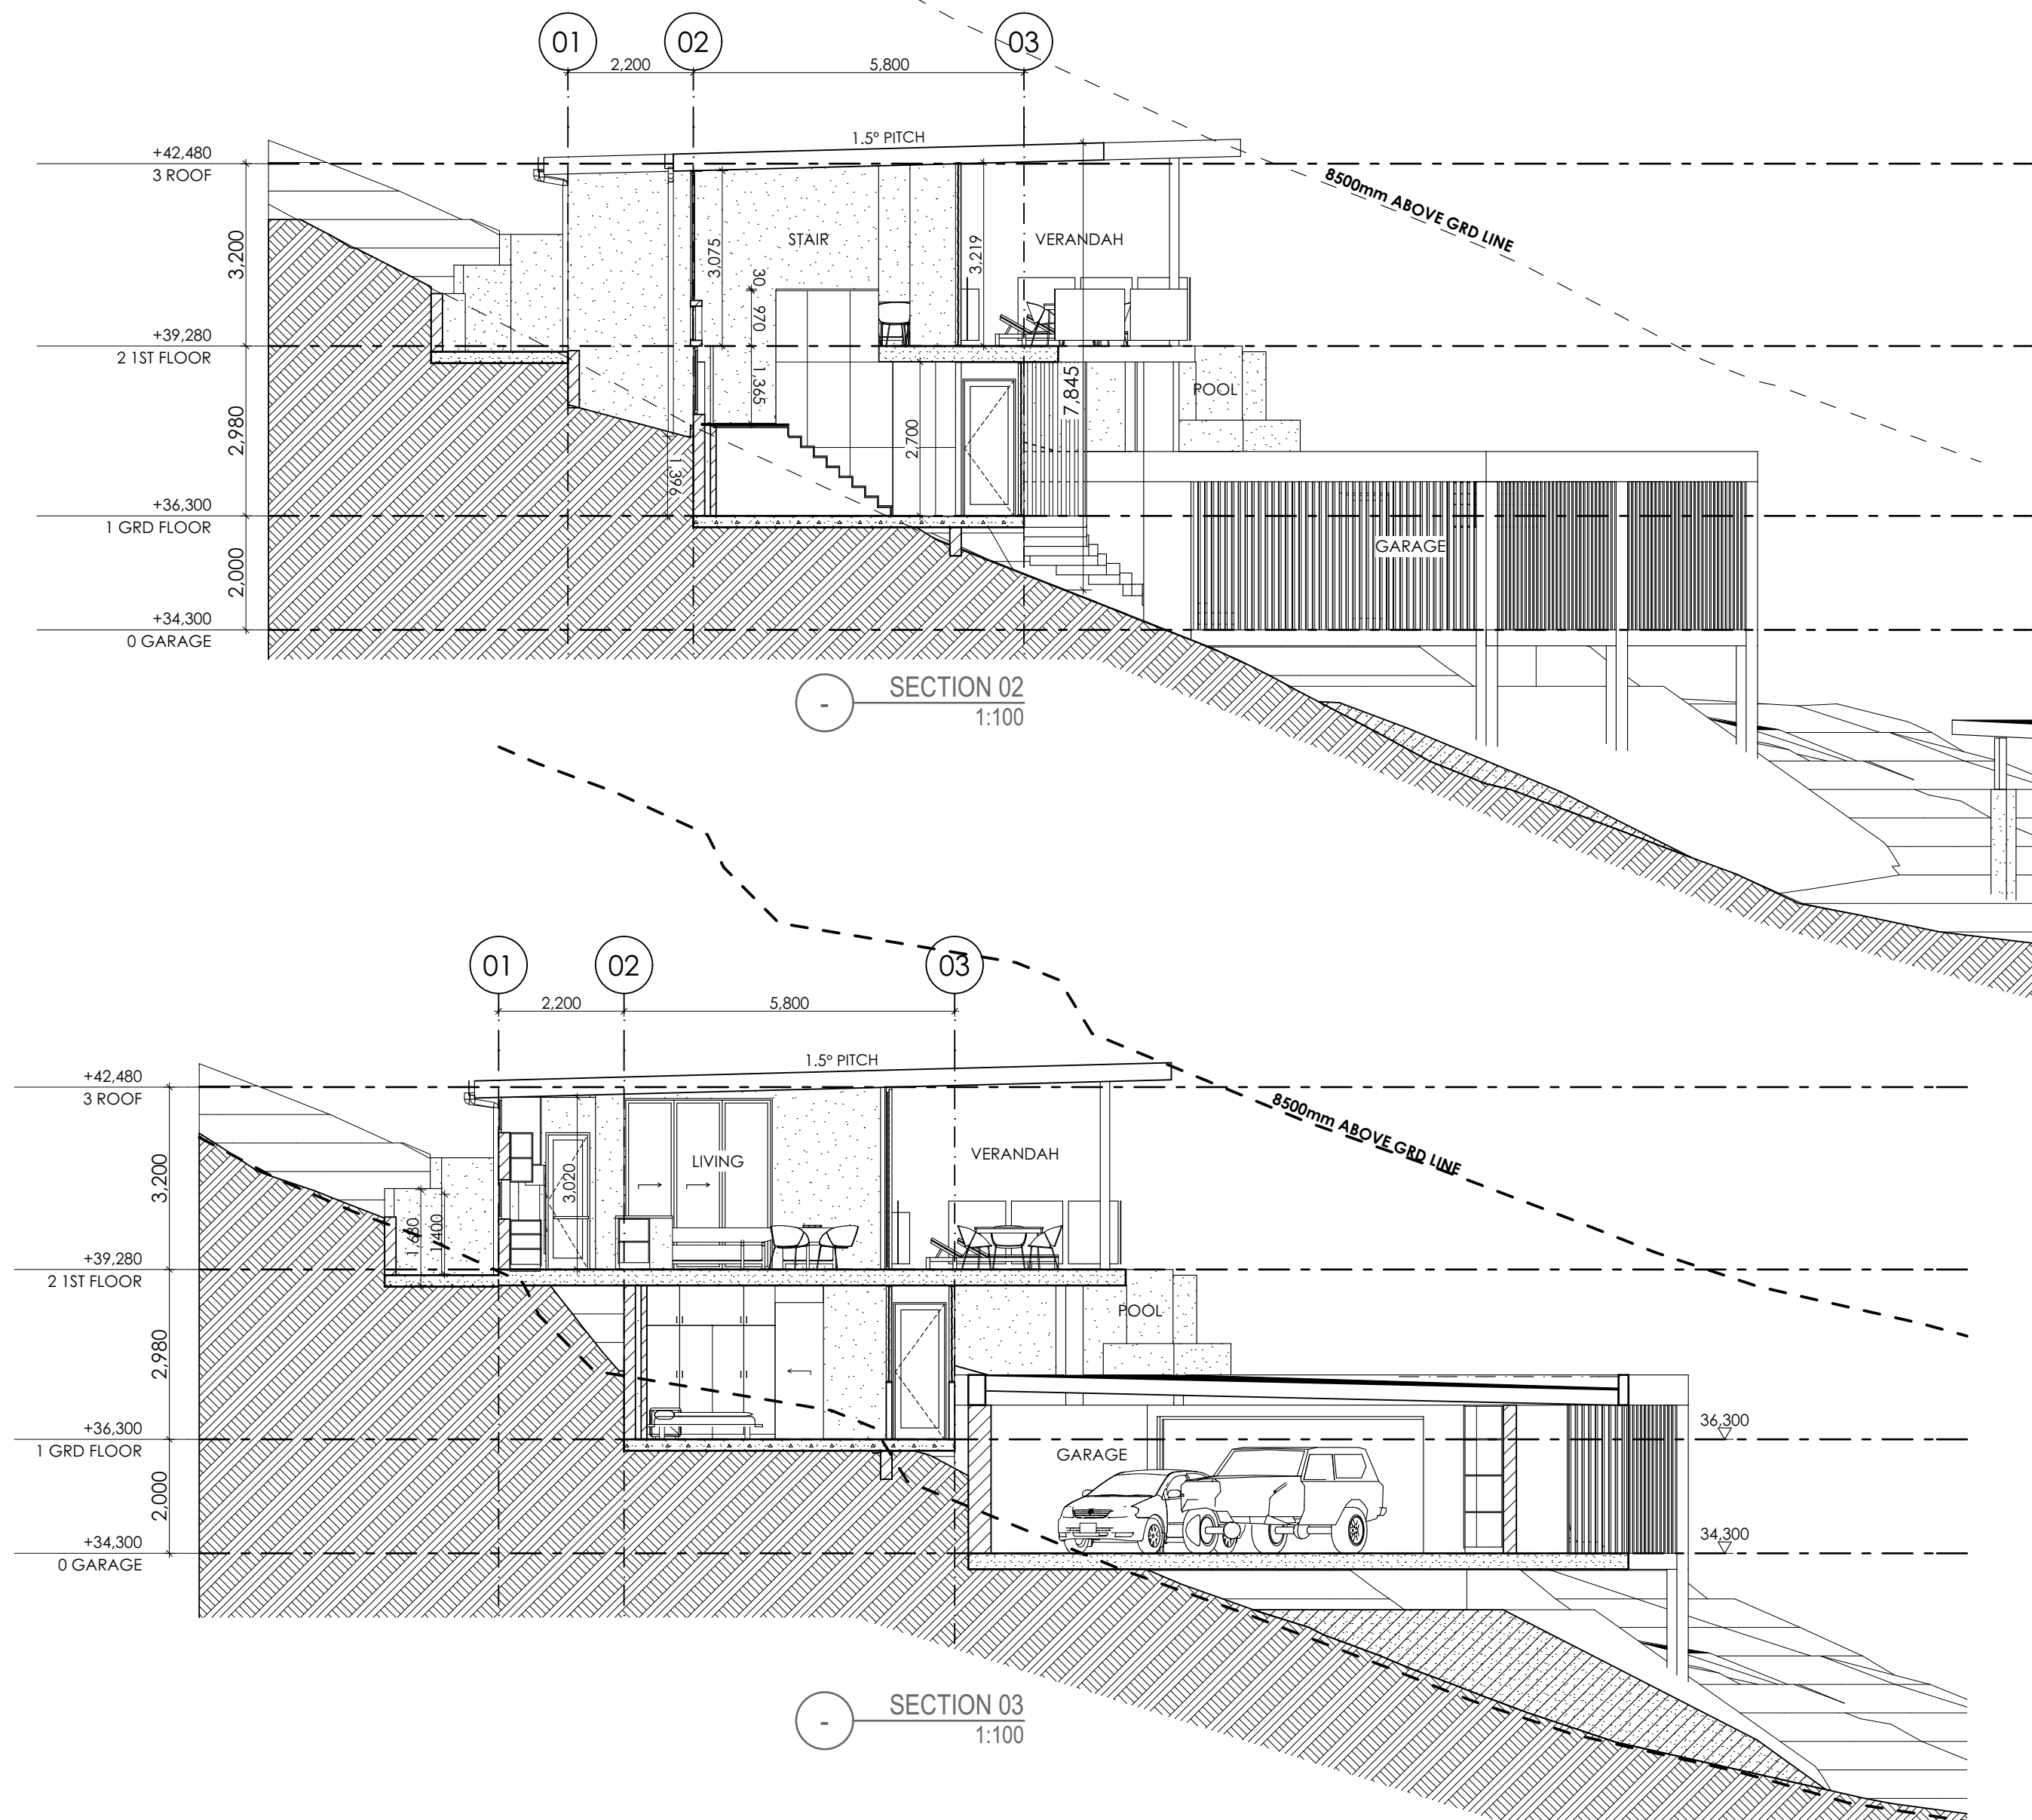 01 02 03
2,200 5,800
1.5° PITCH
+42,480
3 ROOF
8500mm ABOVE GRD LINE
3,200
3,075
STAIR
3,219
VERANDAH
30
970
+39,280
2 1ST FLOOR
1,365
7,845
POOL
2,980
2,700
1,396
+36,300
1 GRD FLOOR
GARAGE
2,000
+34,300
0 GARAGE
-
SECTION 02
1:100
01 02 03
2,200 5,800
1.5° PITCH
+42,480
3 ROOF
8500mm ABOVE GRD LINE
3,200
3,020
LIVING
VERANDAH
1,680
1,400
+39,280
2 1ST FLOOR
POOL
2,980
+36,300
1 GRD FLOOR
36,300
GARAGE
2,000
+34,300
0 GARAGE
34,300
-
SECTION 03
1:100